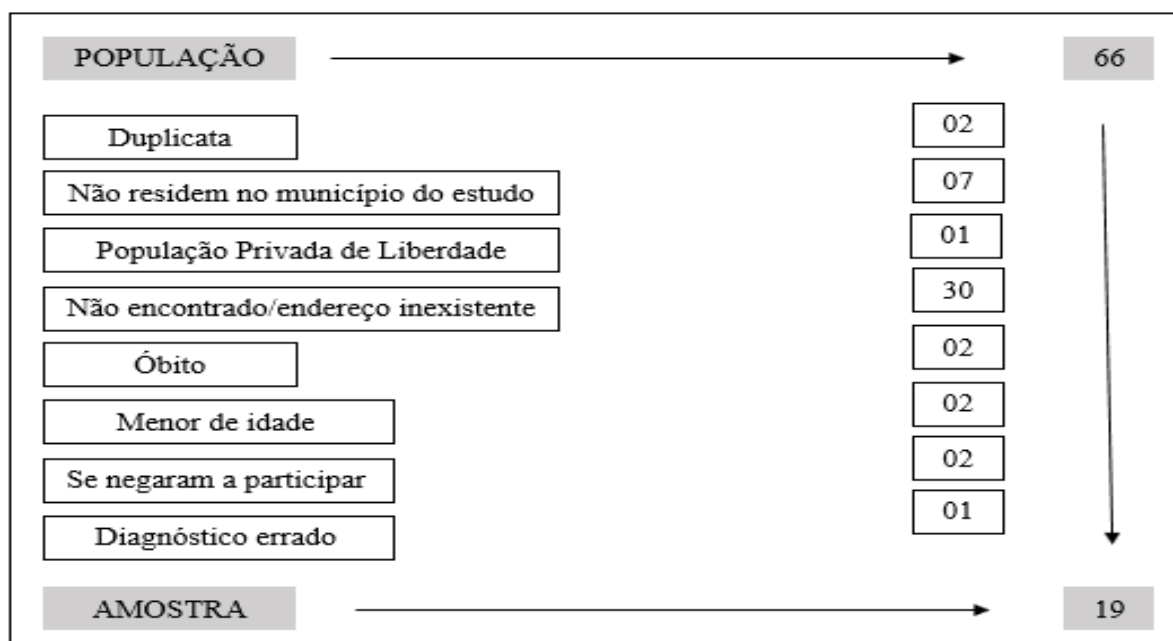 POPULAÇÃO 66
Duplicata 02
Não residem no município do estudo 07
População Privada de Liberdade 01
Não encontrado/endereço inexistente 30
Óbito 02
Menor de idade 02
Se negaram a participar 02
Diagnóstico errado 01
AMOSTRA 19